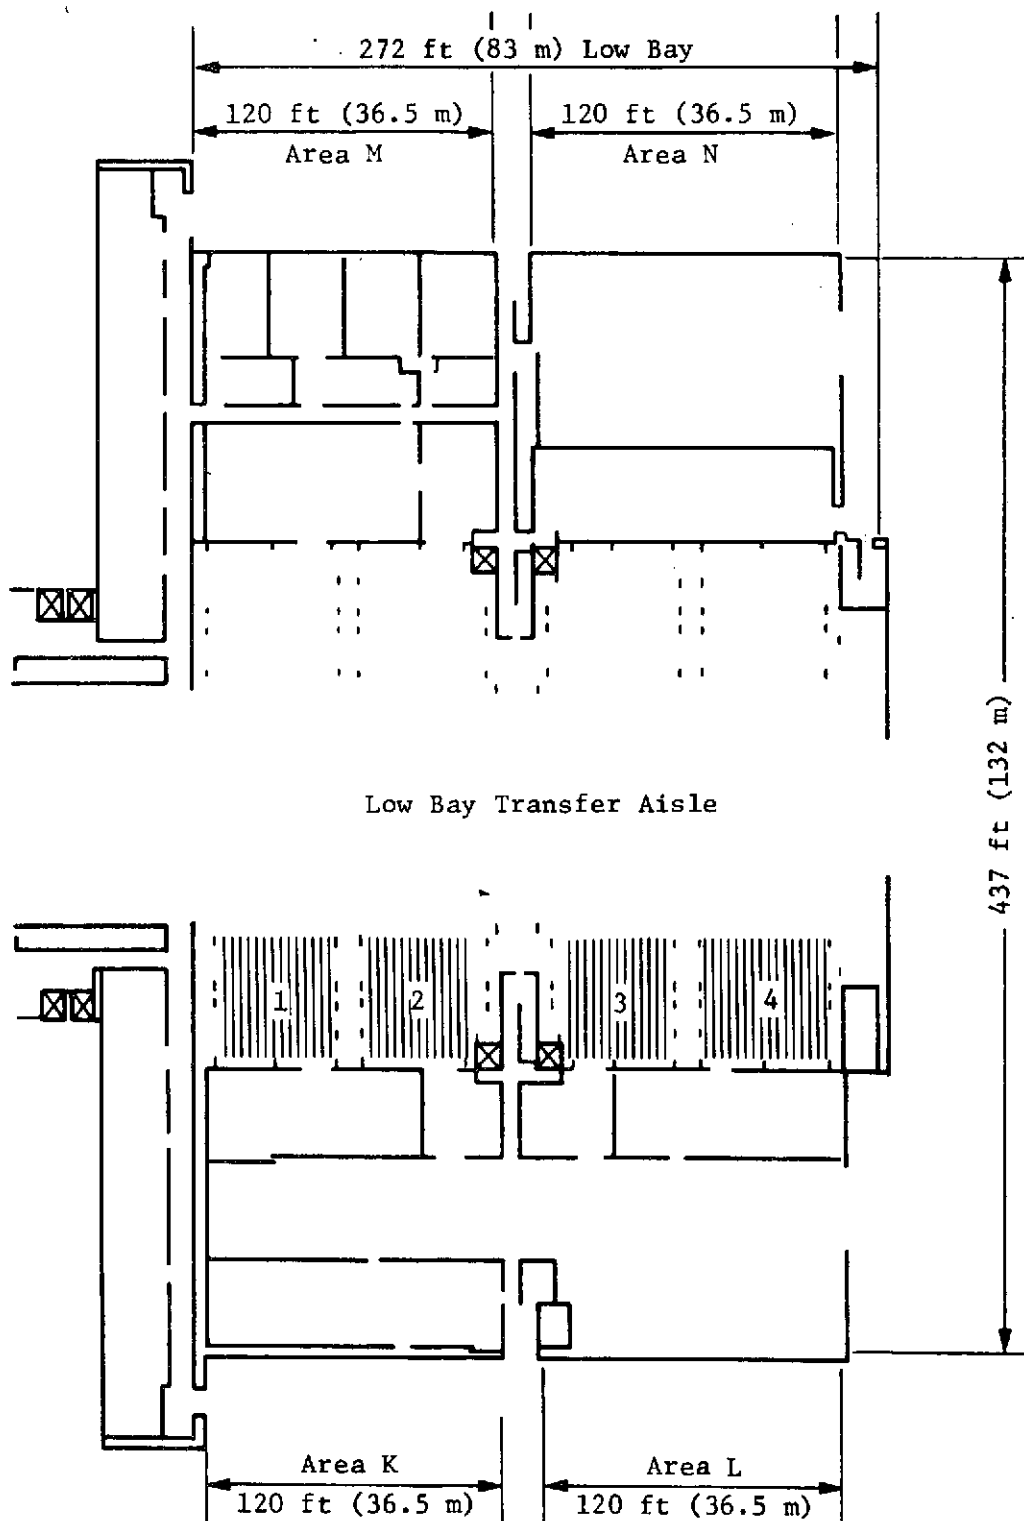 272 ft (83 m) Low Bay
120 ft (36.5 m)
Area M
120 ft (36.5 m)
Area N
437 ft (132 m)
Low Bay Transfer Aisle
1
2
3
4
Area K
120 ft (36.5 m)
Area L
120 ft (36.5 m)